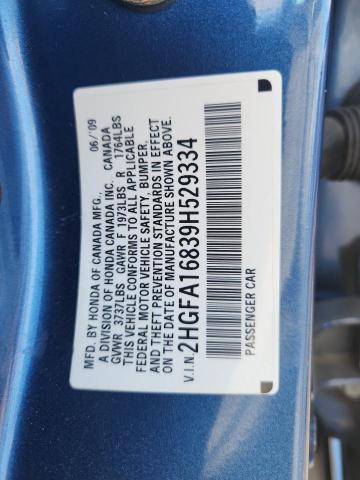 MFD. BY HONDA OF CANADA MFG., 06/'09
A DIVISION OF HONDA CANADA INC. CANADA
GVWR 3737LBS GAWR F 1973LBS R 1764LBS
THIS VEHICLE CONFORMS TO ALL APPLICABLE
FEDERAL MOTOR VEHICLE SAFETY, BUMPER,
AND THEFT PREVENTION STANDARDS IN EFFECT
ON THE DATE OF MANUFACTURE SHOWN ABOVE.
V.I.N. 2HGFA16839H529334
PASSENGER CAR